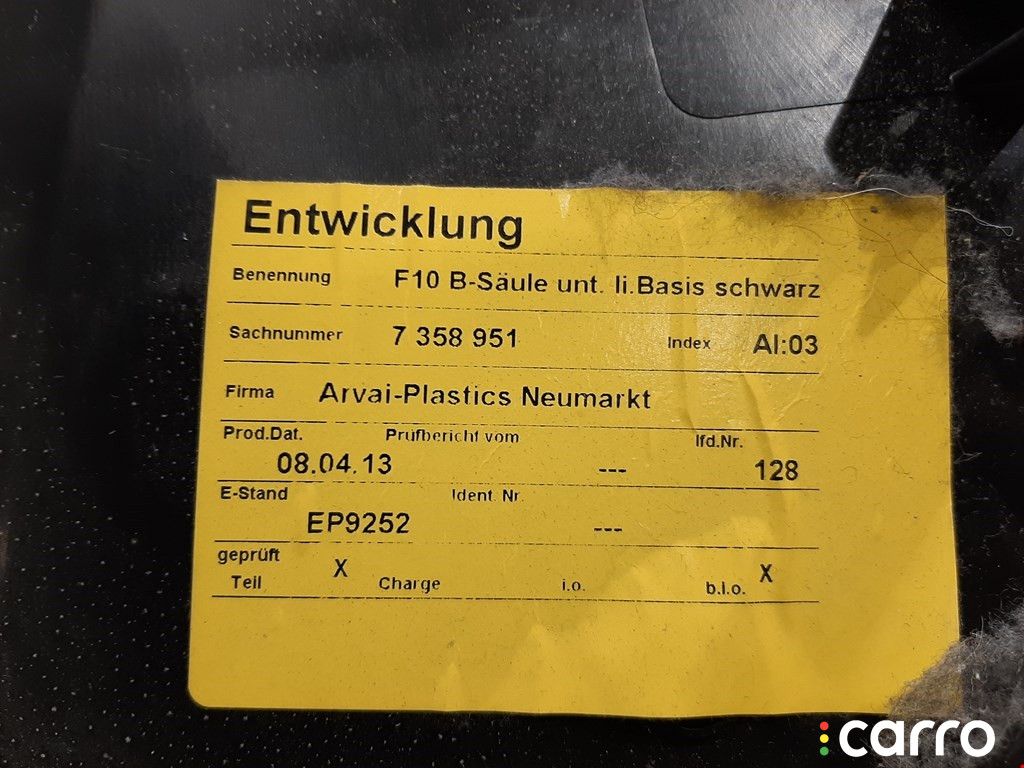 Entwicklung
Benennung F10 B-Säule unt. li.Basis schwarz
Sachnummer 7 358 951 Index AI:03
Firma Arvai-Plastics Neumarkt
Prod.Dat. Prüfbericht vom lfd.Nr.
08.04.13 --- 128
E-Stand Ident. Nr.
EP9252 ---
geprüft X X
Teil Charge i.o. b.i.o.
carro